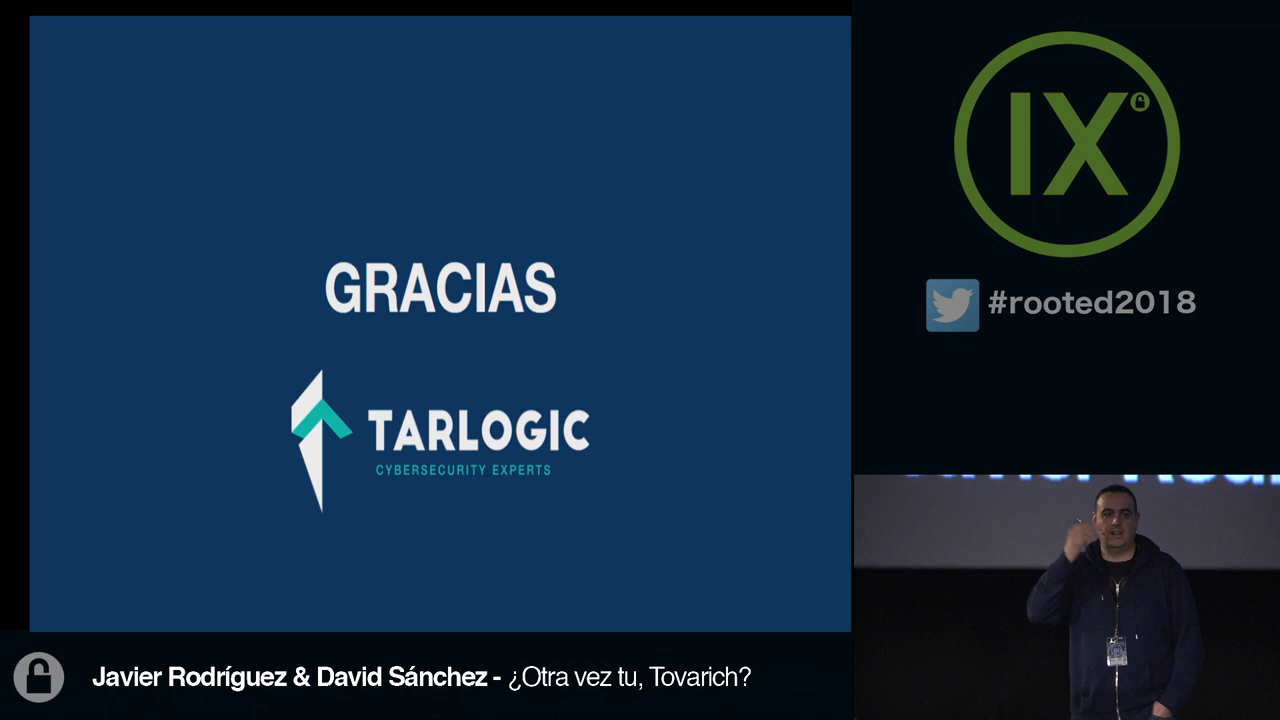 GRACIAS
TARLOGIC
CYBERSECURITY EXPERTS
IX
#rooted2018
Javier Rodríguez & David Sánchez - ¿Otra vez tu, Tovarich?